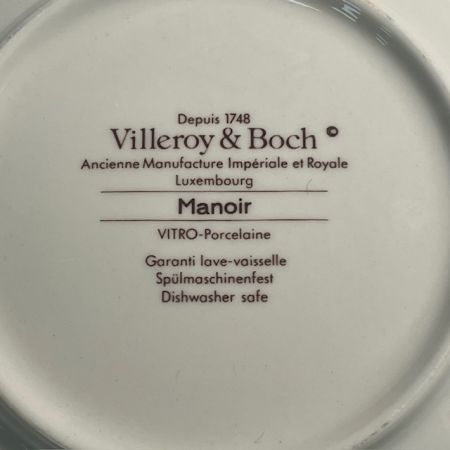 Depuis 1748
Villeroy & Boch ©
Ancienne Manufacture Impériale et Royale
Luxembourg
Manoir
VITRO-Porcelaine
Garanti lave-vaisselle
Spülmaschinenfest
Dishwasher safe